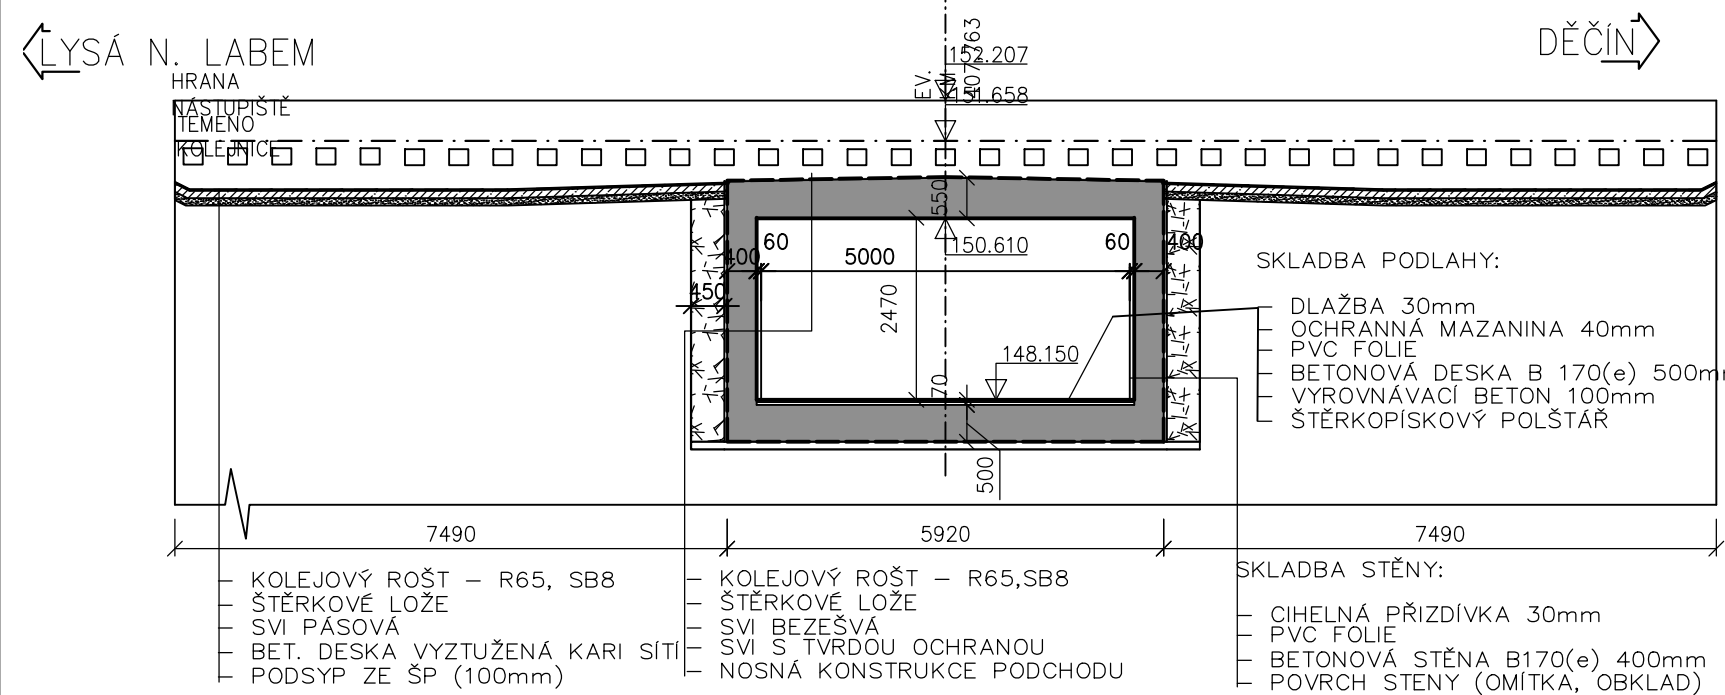 LYSÁ N. LABEM
DĚČÍN
HRANA
NÁSTUPIŠTĚ
TEMENO
KOLEJNICE
EV.
KM
152.207
151.658
550
150.610
60
60
400
400
5000
450
2470
148.150
70
500
SKLADBA PODLAHY:
– DLAŽBA 30mm
– OCHRANNÁ MAZANINA 40mm
– PVC FOLIE
– BETONOVÁ DESKA B 170(e) 500mm
– VYROVNÁVACÍ BETON 100mm
– ŠTĚRKOPÍSKOVÝ POLŠTÁŘ
7490
5920
7490
– KOLEJOVÝ ROŠT – R65, SB8
– ŠTĚRKOVÉ LOŽE
– SVI PÁSOVÁ
– BET. DESKA VYZTUŽENÁ KARI SÍTÍ
– PODSYP ZE ŠP (100mm)
– KOLEJOVÝ ROŠT – R65,SB8
– ŠTĚRKOVÉ LOŽE
– SVI BEZEŠVÁ
– SVI S TVRDOU OCHRANOU
– NOSNÁ KONSTRUKCE PODCHODU
SKLADBA STĚNY:
– CIHELNÁ PŘIZDÍVKA 30mm
– PVC FOLIE
– BETONOVÁ STĚNA B170(e) 400mm
– POVRCH STENY (OMÍTKA, OBKLAD)